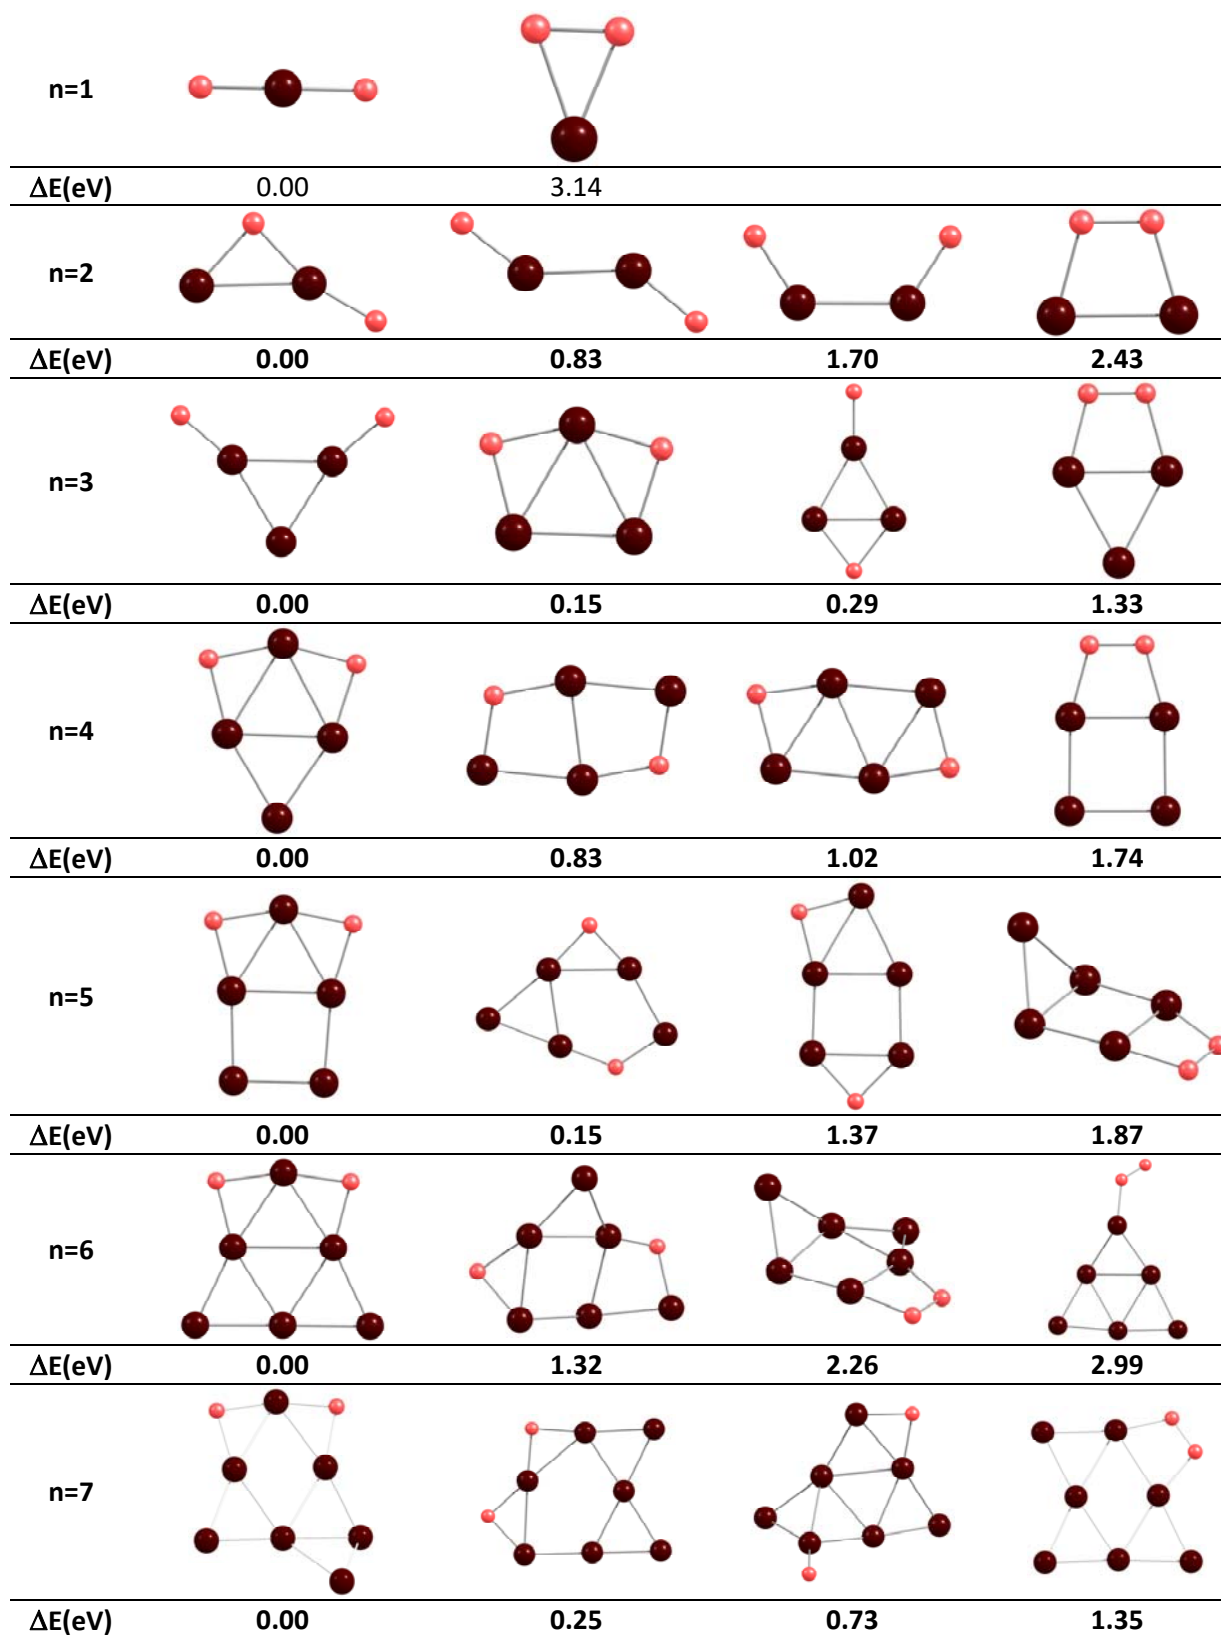 n=1
ΔE(eV) 0.00 3.14
n=2
ΔE(eV) 0.00 0.83 1.70 2.43
n=3
ΔE(eV) 0.00 0.15 0.29 1.33
n=4
ΔE(eV) 0.00 0.83 1.02 1.74
n=5
ΔE(eV) 0.00 0.15 1.37 1.87
n=6
ΔE(eV) 0.00 1.32 2.26 2.99
n=7
ΔE(eV) 0.00 0.25 0.73 1.35